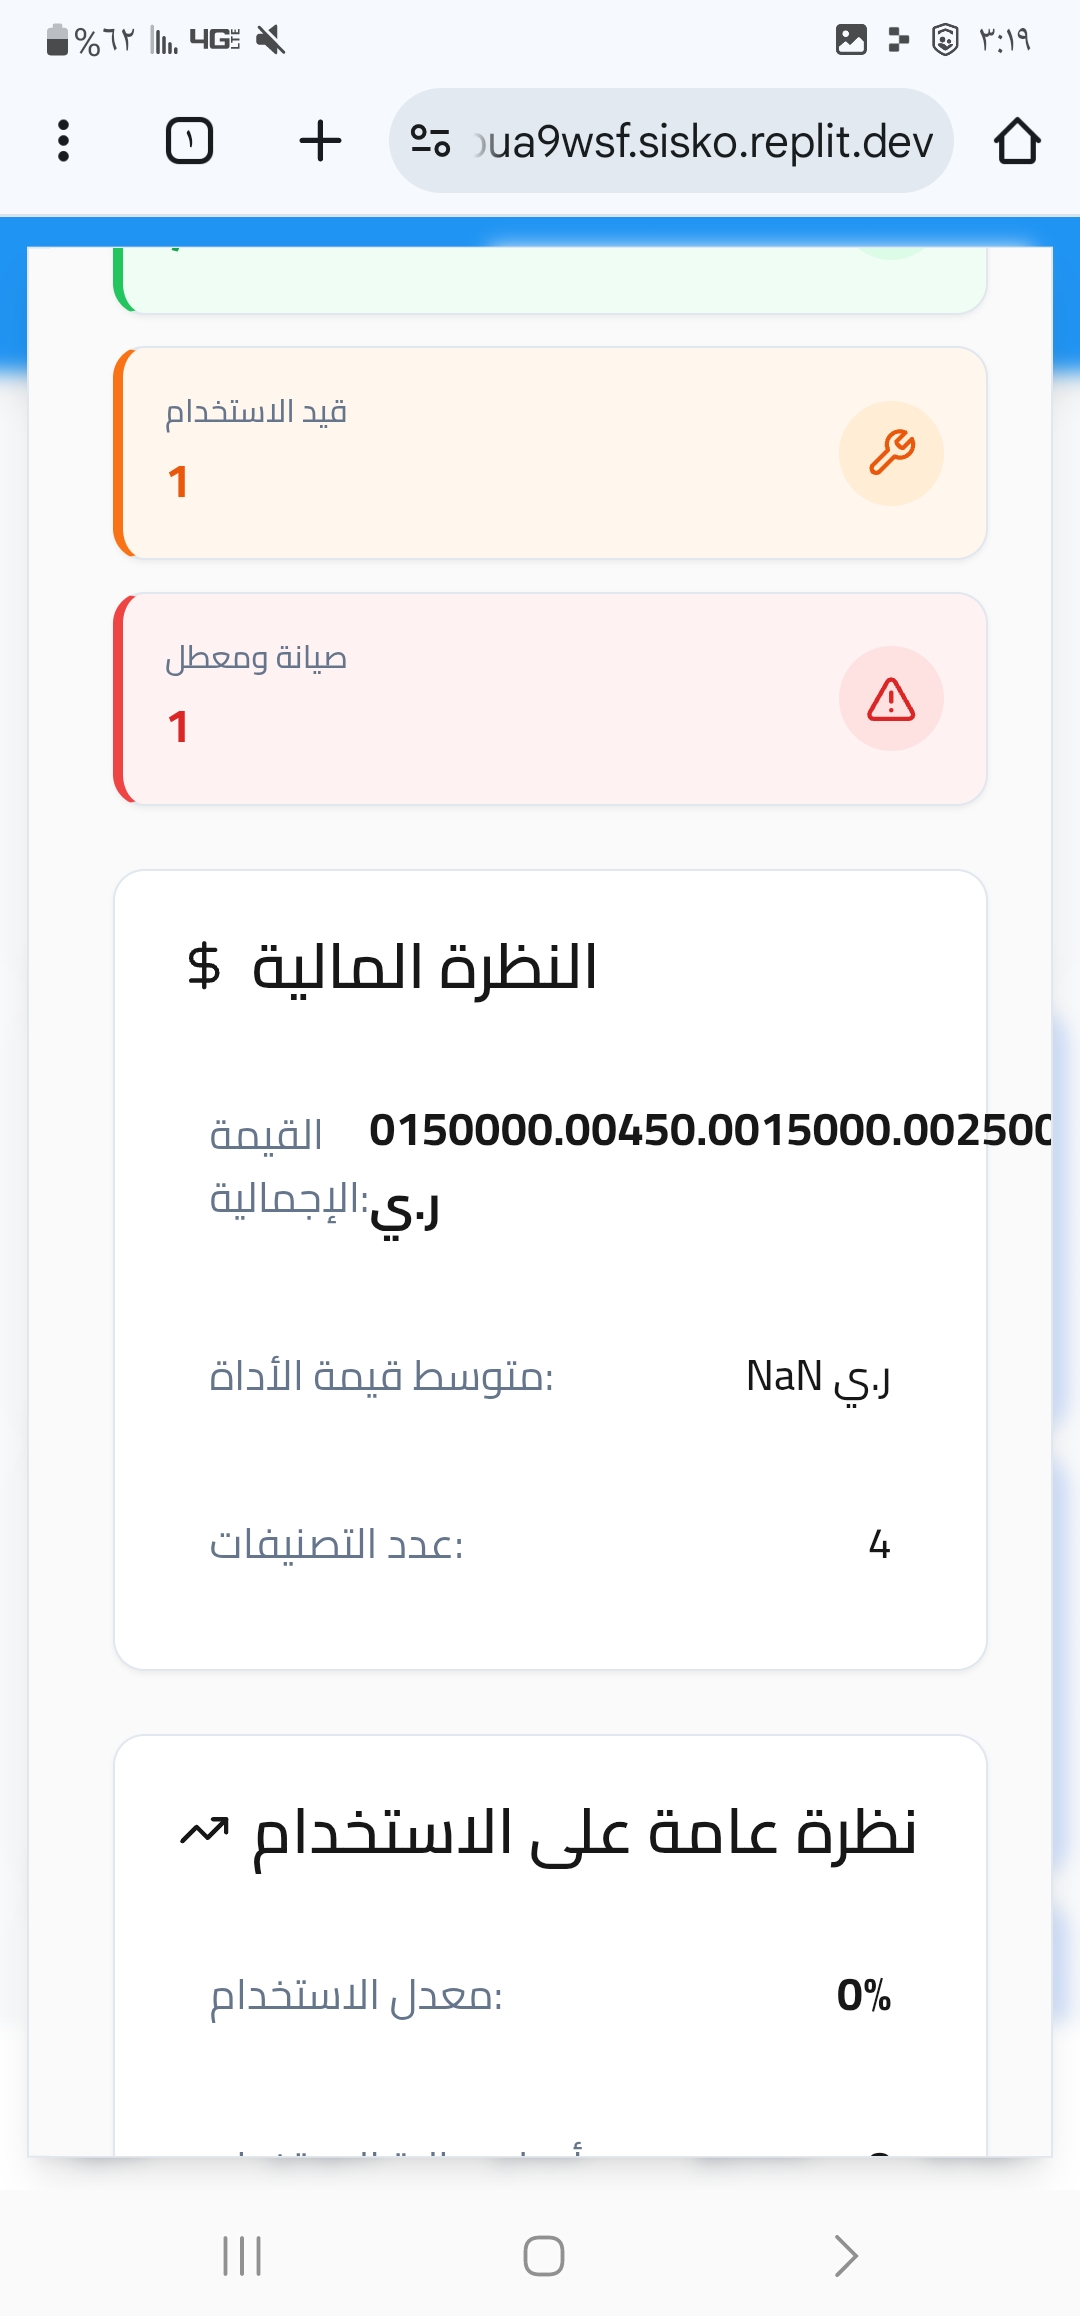 %٦٢ 4G LTE ٣:١٩
١ ua9wsf.sisko.replit.dev
قيد الاستخدام
1
صيانة ومعطل
1
النظرة المالية
القيمة الإجمالية: 0150000.00450.0015000.002500 ر.ي
متوسط قيمة الأداة: NaN ر.ي
عدد التصنيفات: 4
نظرة عامة على الاستخدام
معدل الاستخدام: 0%